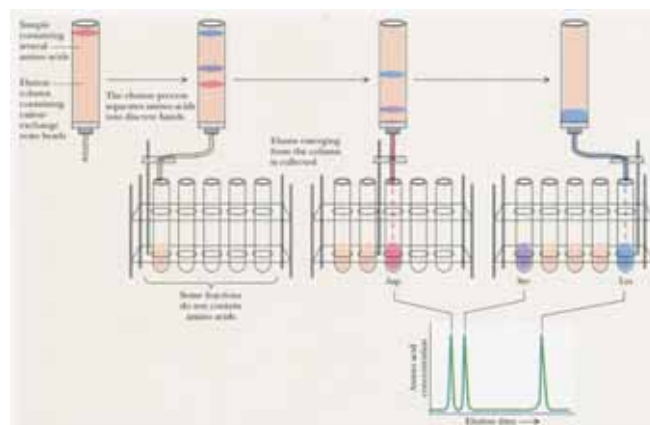 Sample
containing
several
amino acids
Elution
column
containing
cation-
exchange
resin beads
The elution process
separates amino acids
into discrete bands.
Eluate emerging
from the column
is collected
Some fractions
do not contain
amino acids.
Asp
Ser
Lys
Amino acid
concentration
Elution time